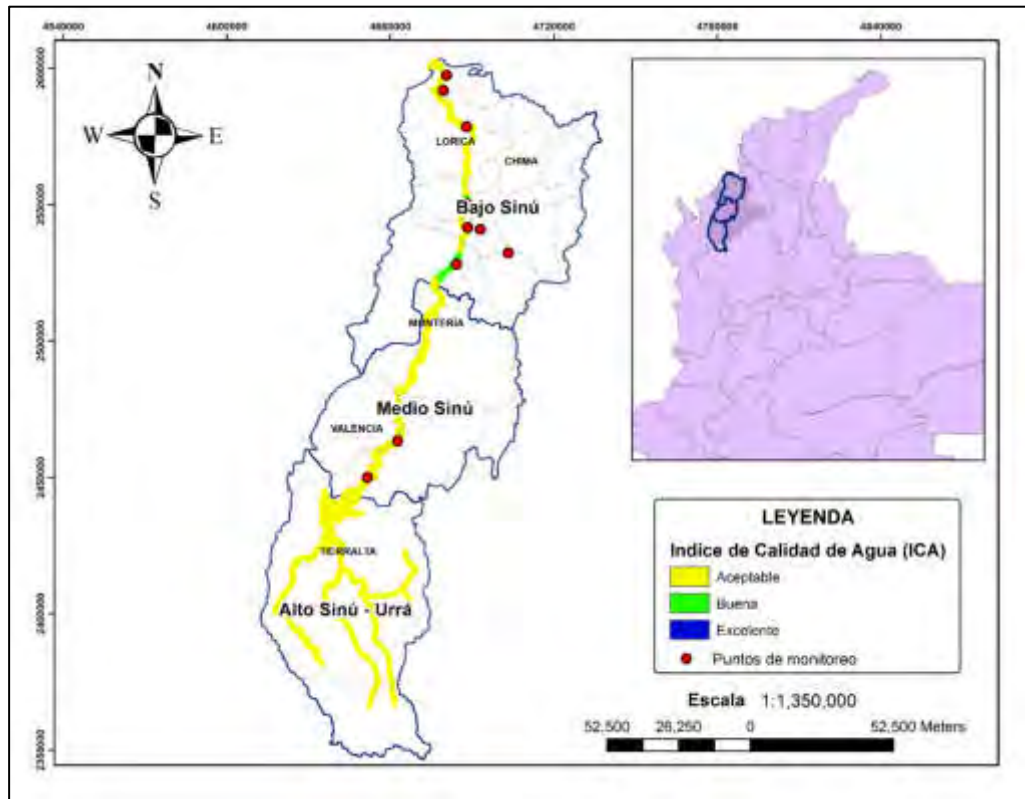 4540000 4600000 4660000 4720000 4780000 4840000
N
W E
S
2600000
2550000
2500000
2450000
2400000
2350000
LORICA
CHIMA
Bajo Sinú
MONTERÍA
Medio Sinú
VALENCIA
TIERRALTA
Alto Sinú - Urrá
LEYENDA
Indice de Calidad de Agua (ICA)
Aceptable
Buena
Excelente
Puntos de monitoreo
Escala 1:1,350,000
52,500 26,250 0 52,500 Meters